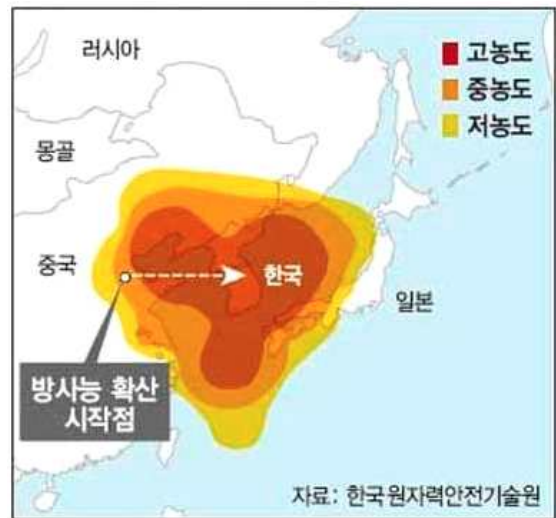 러시아
고농도
중농도
저농도
몽골
중국
한국
일본
방사능 확산
시작점
자료: 한국원자력안전기술원